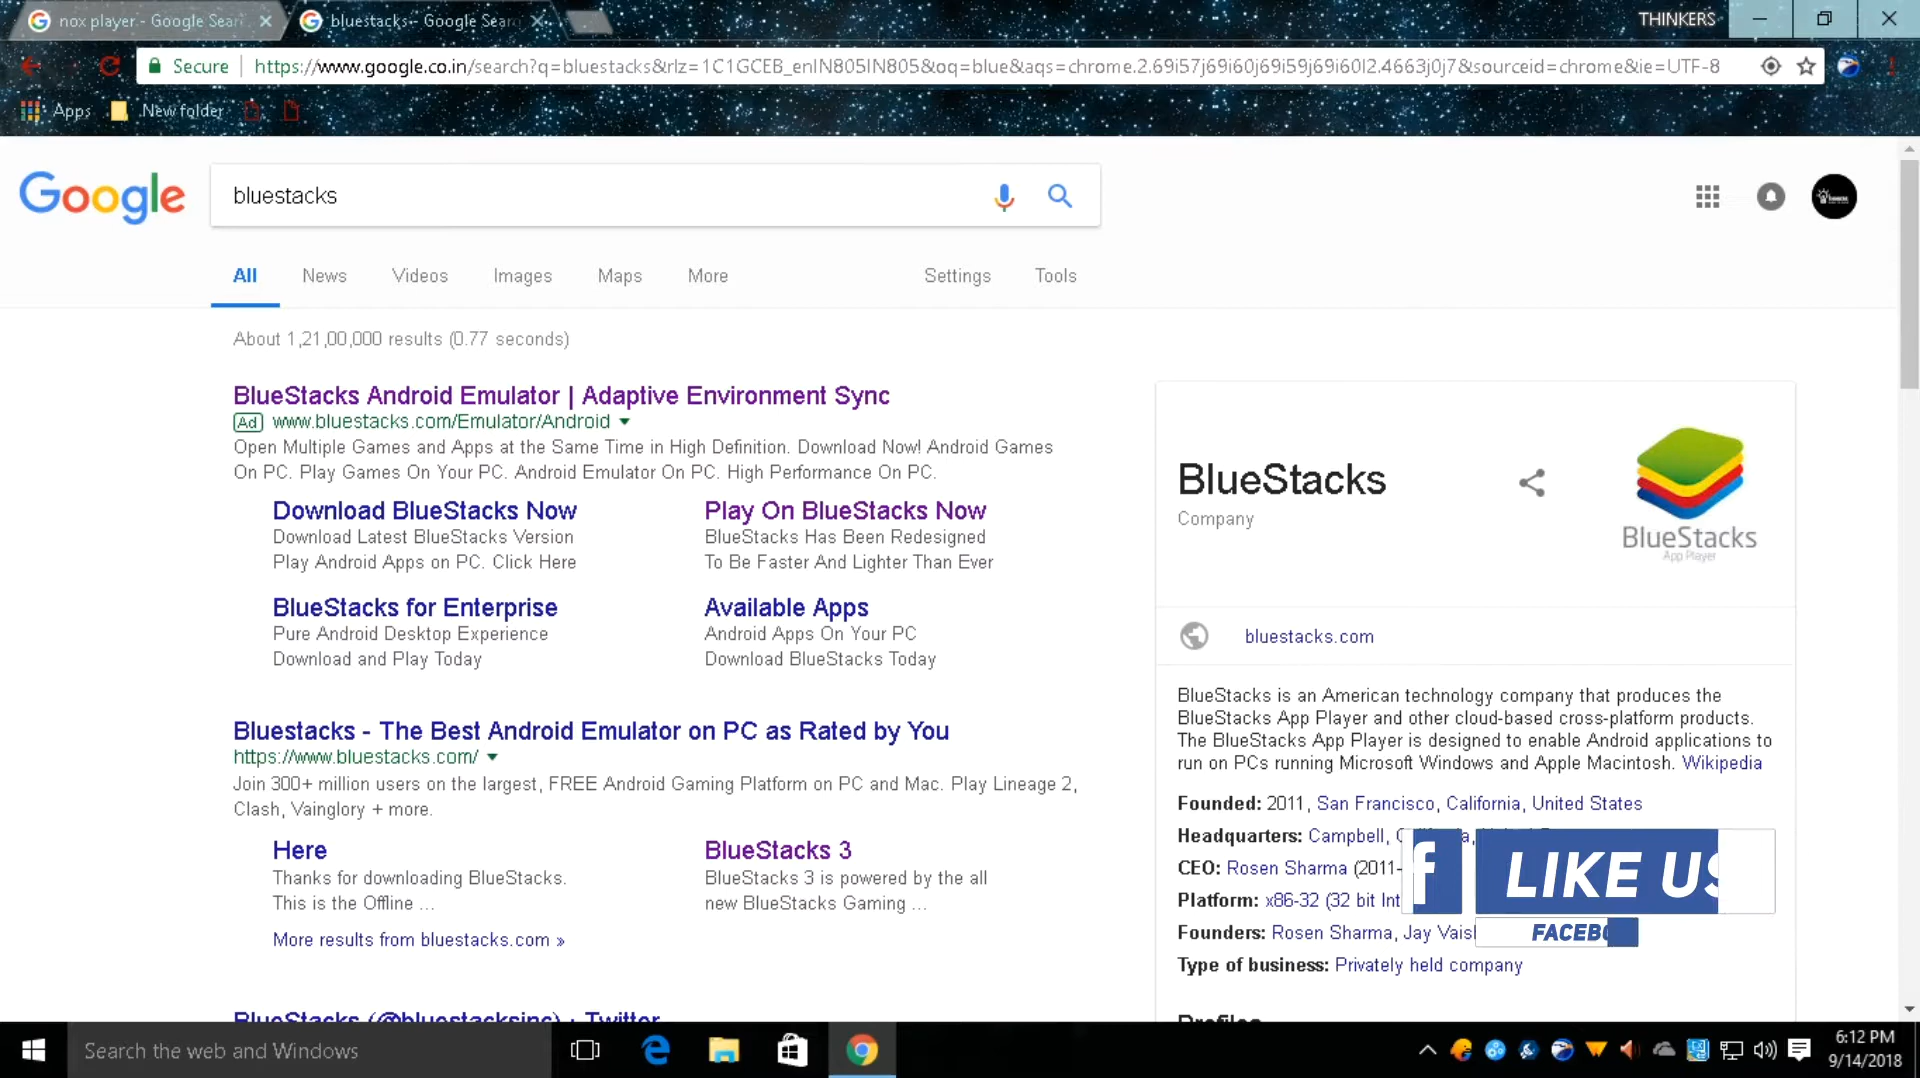 nox player - Google Sear
bluestacks - Google Sear
THINKERS
Secure
https://www.google.co.in/search?q=bluestacks&rlz=1C1GCEB_enIN805IN805&oq=blue&aqs=chrome.2.69i57j69i60j69i59j69i60l2.4663j0j7&sourceid=chrome&ie=UTF-8
Apps
New folder
Google
bluestacks
All
News
Videos
Images
Maps
More
Settings
Tools
About 1,21,00,000 results (0.77 seconds)
BlueStacks Android Emulator | Adaptive Environment Sync
Ad www.bluestacks.com/Emulator/Android
Open Multiple Games and Apps at the Same Time in High Definition. Download Now! Android Games
On PC. Play Games On Your PC. Android Emulator On PC. High Performance On PC.
Download BlueStacks Now
Download Latest BlueStacks Version
Play Android Apps on PC. Click Here
Play On BlueStacks Now
BlueStacks Has Been Redesigned
To Be Faster And Lighter Than Ever
BlueStacks for Enterprise
Pure Android Desktop Experience
Download and Play Today
Available Apps
Android Apps On Your PC
Download BlueStacks Today
Bluestacks - The Best Android Emulator on PC as Rated by You
https://www.bluestacks.com/
Join 300+ million users on the largest, FREE Android Gaming Platform on PC and Mac. Play Lineage 2,
Clash, Vainglory + more.
Here
Thanks for downloading BlueStacks.
This is the Offline ...
BlueStacks 3
BlueStacks 3 is powered by the all
new BlueStacks Gaming ...
More results from bluestacks.com »
BlueStacks (@bluestacksinc) · Twitter
BlueStacks
Company
BlueStacks
App Player
bluestacks.com
BlueStacks is an American technology company that produces the
BlueStacks App Player and other cloud-based cross-platform products.
The BlueStacks App Player is designed to enable Android applications to
run on PCs running Microsoft Windows and Apple Macintosh. Wikipedia
Founded: 2011, San Francisco, California, United States
Headquarters: Campbell,
CEO: Rosen Sharma (2011-
Platform: x86-32 (32 bit Int
Founders: Rosen Sharma, Jay Vaish
Type of business: Privately held company
Profiles
f LIKE US
FACEBO
Search the web and Windows
6:12 PM
9/14/2018